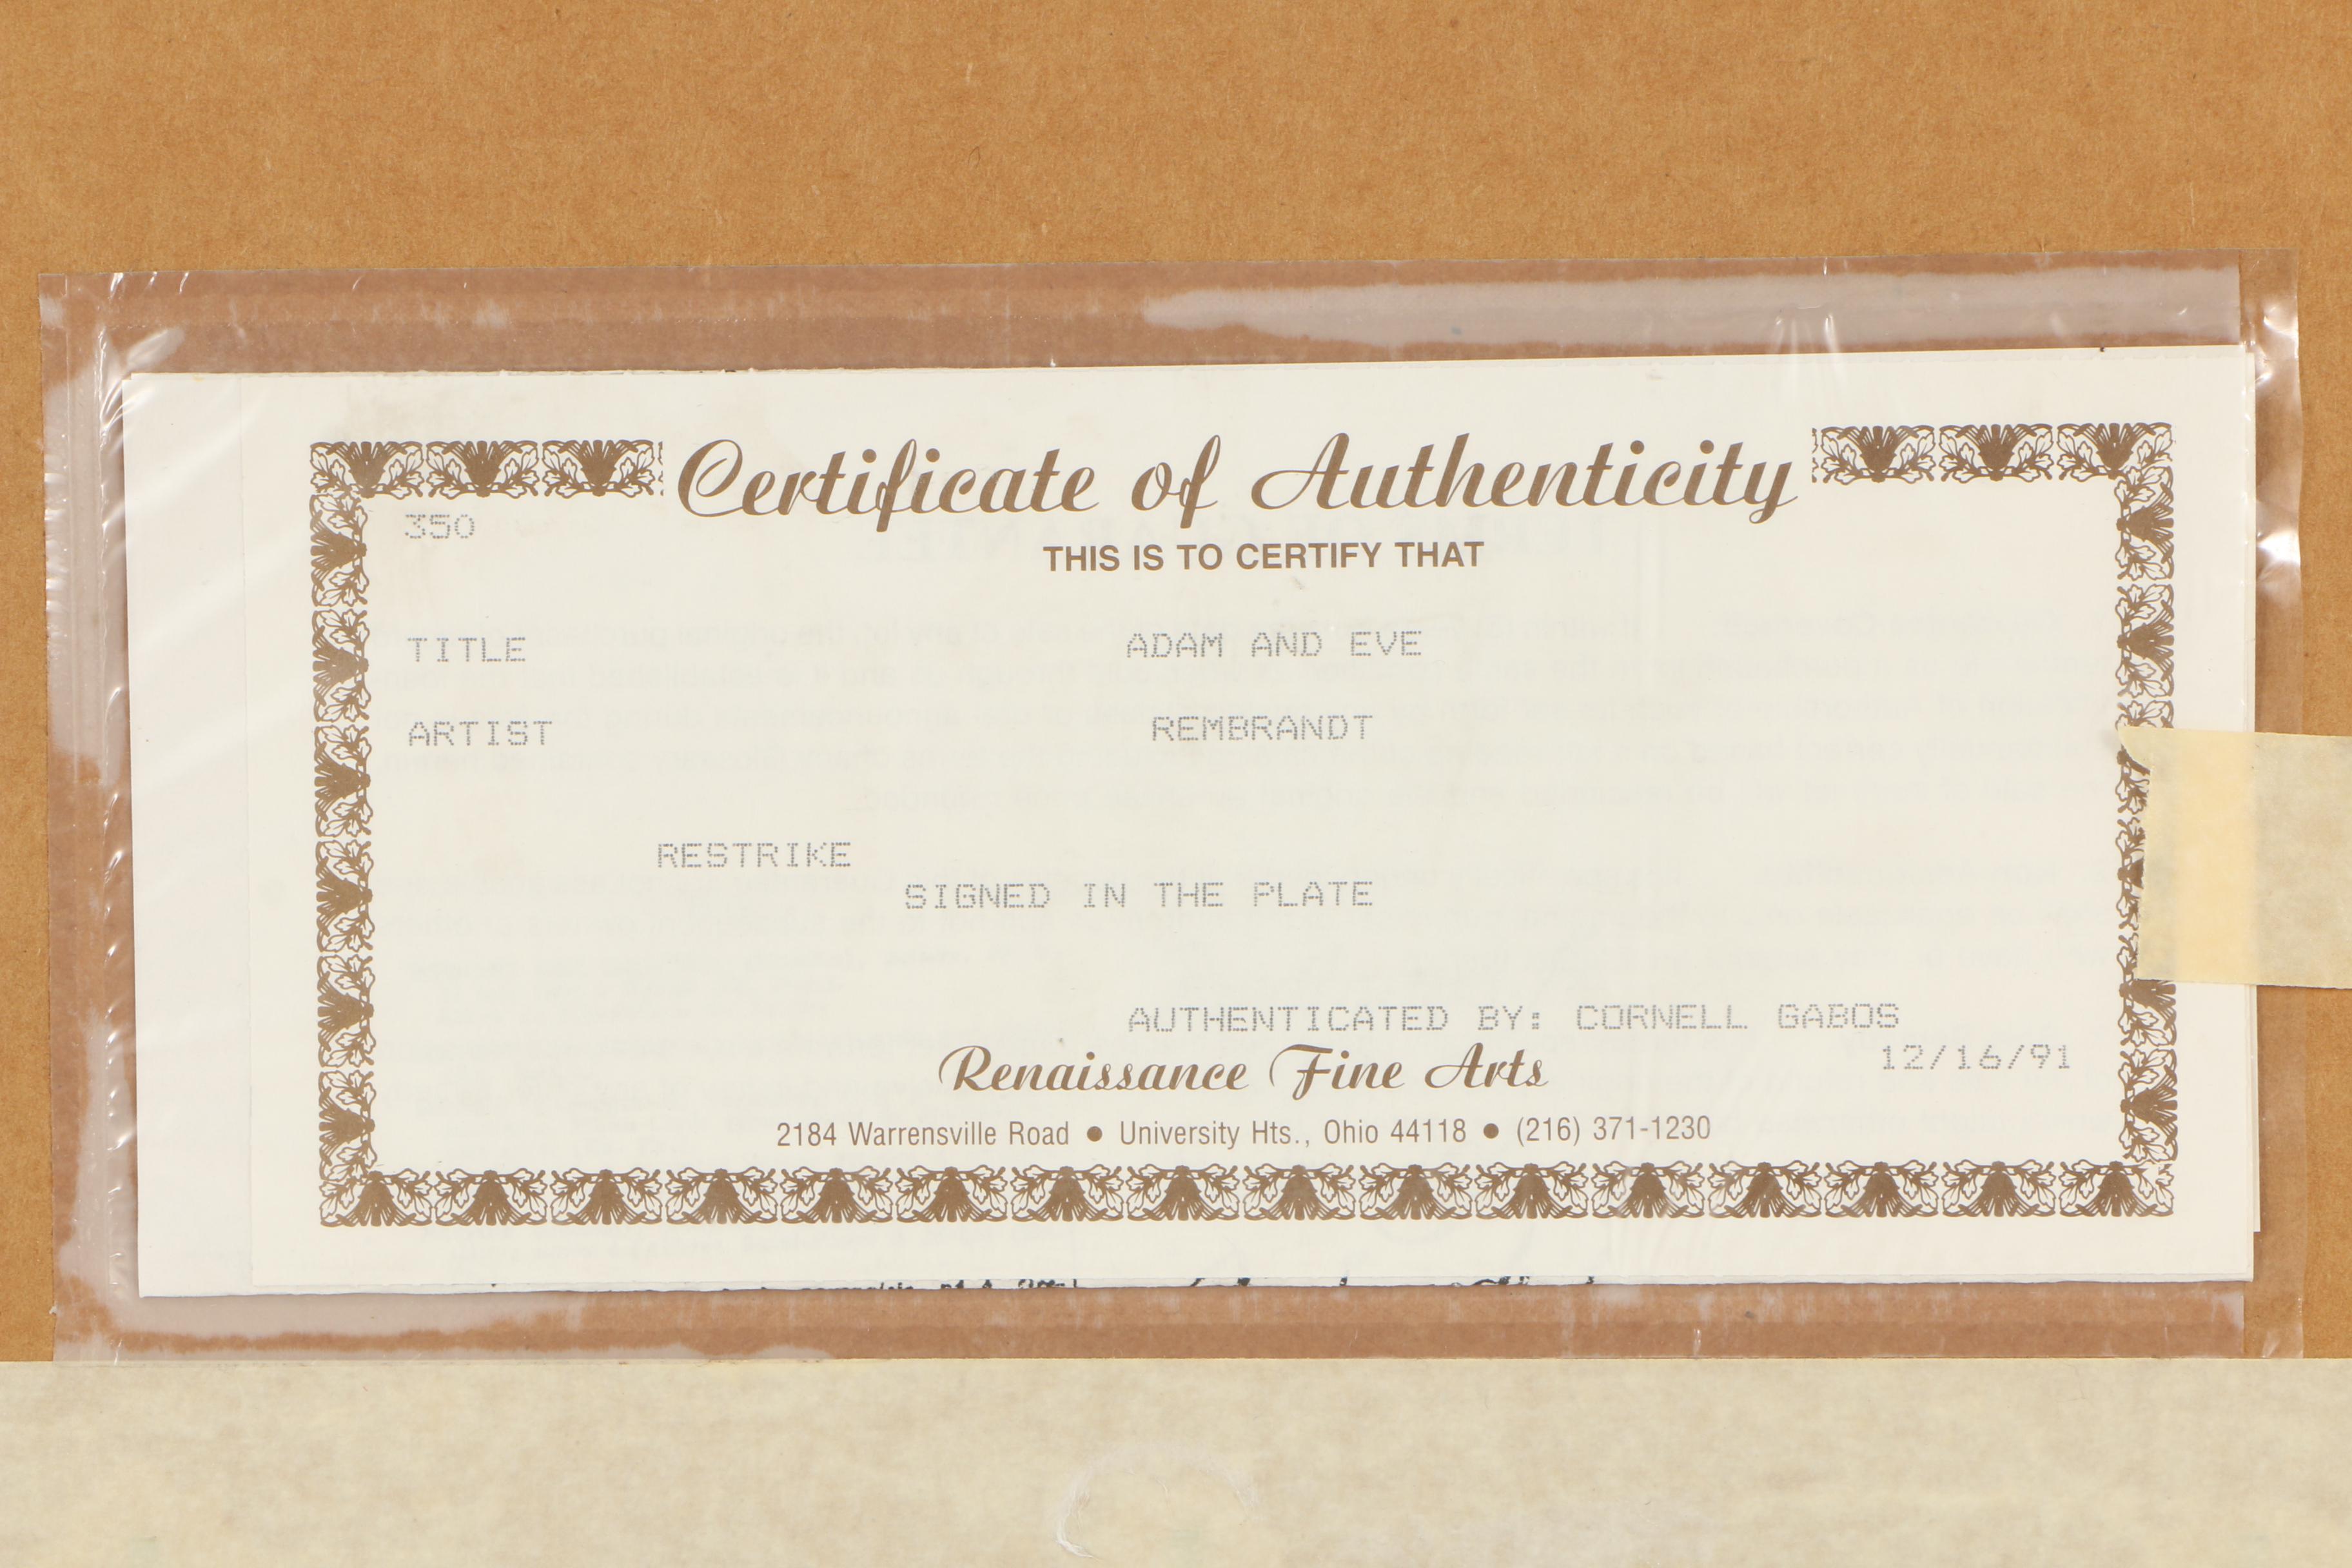 Certificate of Authenticity
350
THIS IS TO CERTIFY THAT
TITLE ADAM AND EVE
ARTIST REMBRANDT
RESTRIKE
SIGNED IN THE PLATE
AUTHENTICATED BY: CORNELL GABOS
12/16/91
Renaissance Fine Arts
2184 Warrensville Road • University Hts., Ohio 44118 • (216) 371-1230